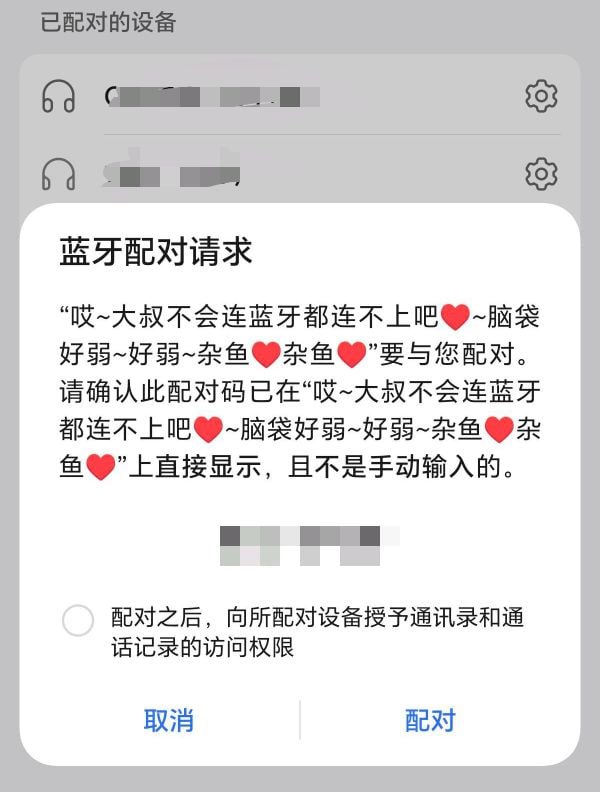 已配对的设备
蓝牙配对请求
“哎~大叔不会连蓝牙都连不上吧♥~脑袋
好弱~好弱~杂鱼♥杂鱼♥”要与您配对。
请确认此配对码已在“哎~大叔不会连蓝牙
都连不上吧♥~脑袋好弱~好弱~杂鱼♥杂
鱼♥”上直接显示，且不是手动输入的。
配对之后，向所配对设备授予通讯录和通
话记录的访问权限
取消
配对